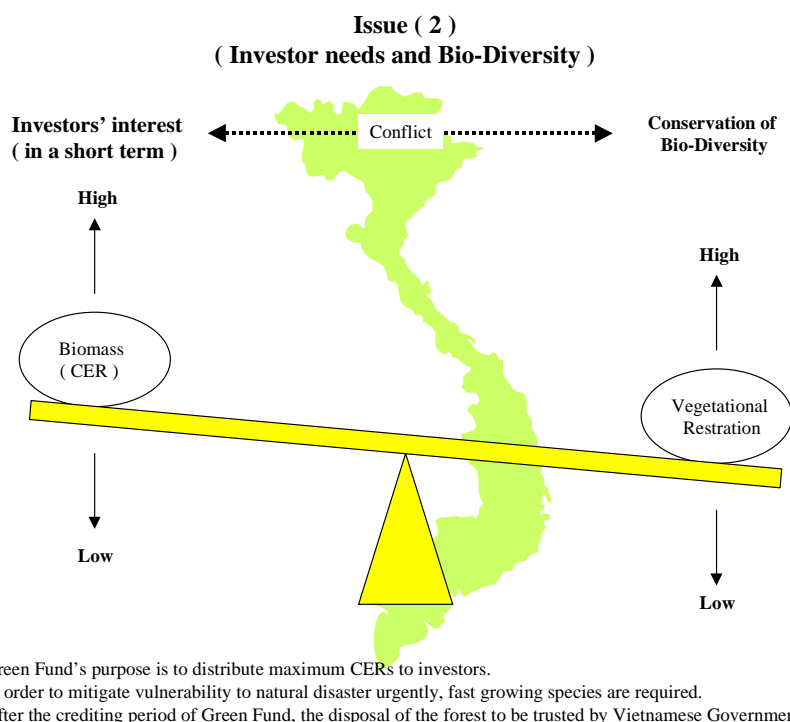 Issue ( 2 )
( Investor needs and Bio-Diversity )
Investors’ interest
( in a short term )
Conflict
Conservation of
Bio-Diversity
High
High
Biomass
( CER )
Vegetational
Restration
Low
Low
reen Fund’s purpose is to distribute maximum CERs to investors.
order to mitigate vulnerability to natural disaster urgently, fast growing species are required.
fter the crediting period of Green Fund, the disposal of the forest to be trusted by Vietnamese Governme